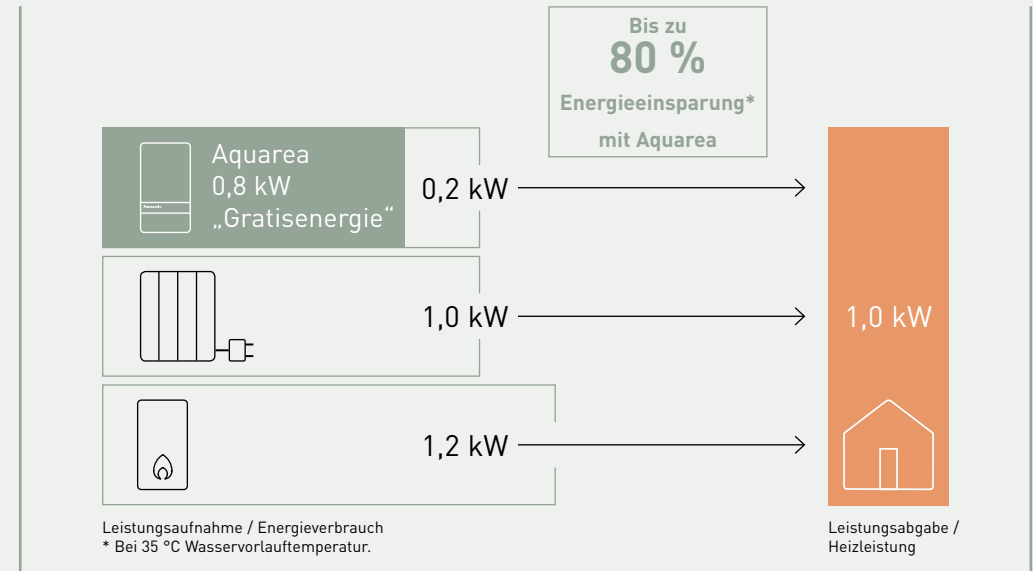 Bis zu
80 %
Energieeinsparung*
mit Aquarea
Aquarea
0,8 kW
„Gratisenergie“
0,2 kW
1,0 kW
1,0 kW
1,2 kW
Leistungsaufnahme / Energieverbrauch
* Bei 35 °C Wasservorlauftemperatur.
Leistungsabgabe /
Heizleistung